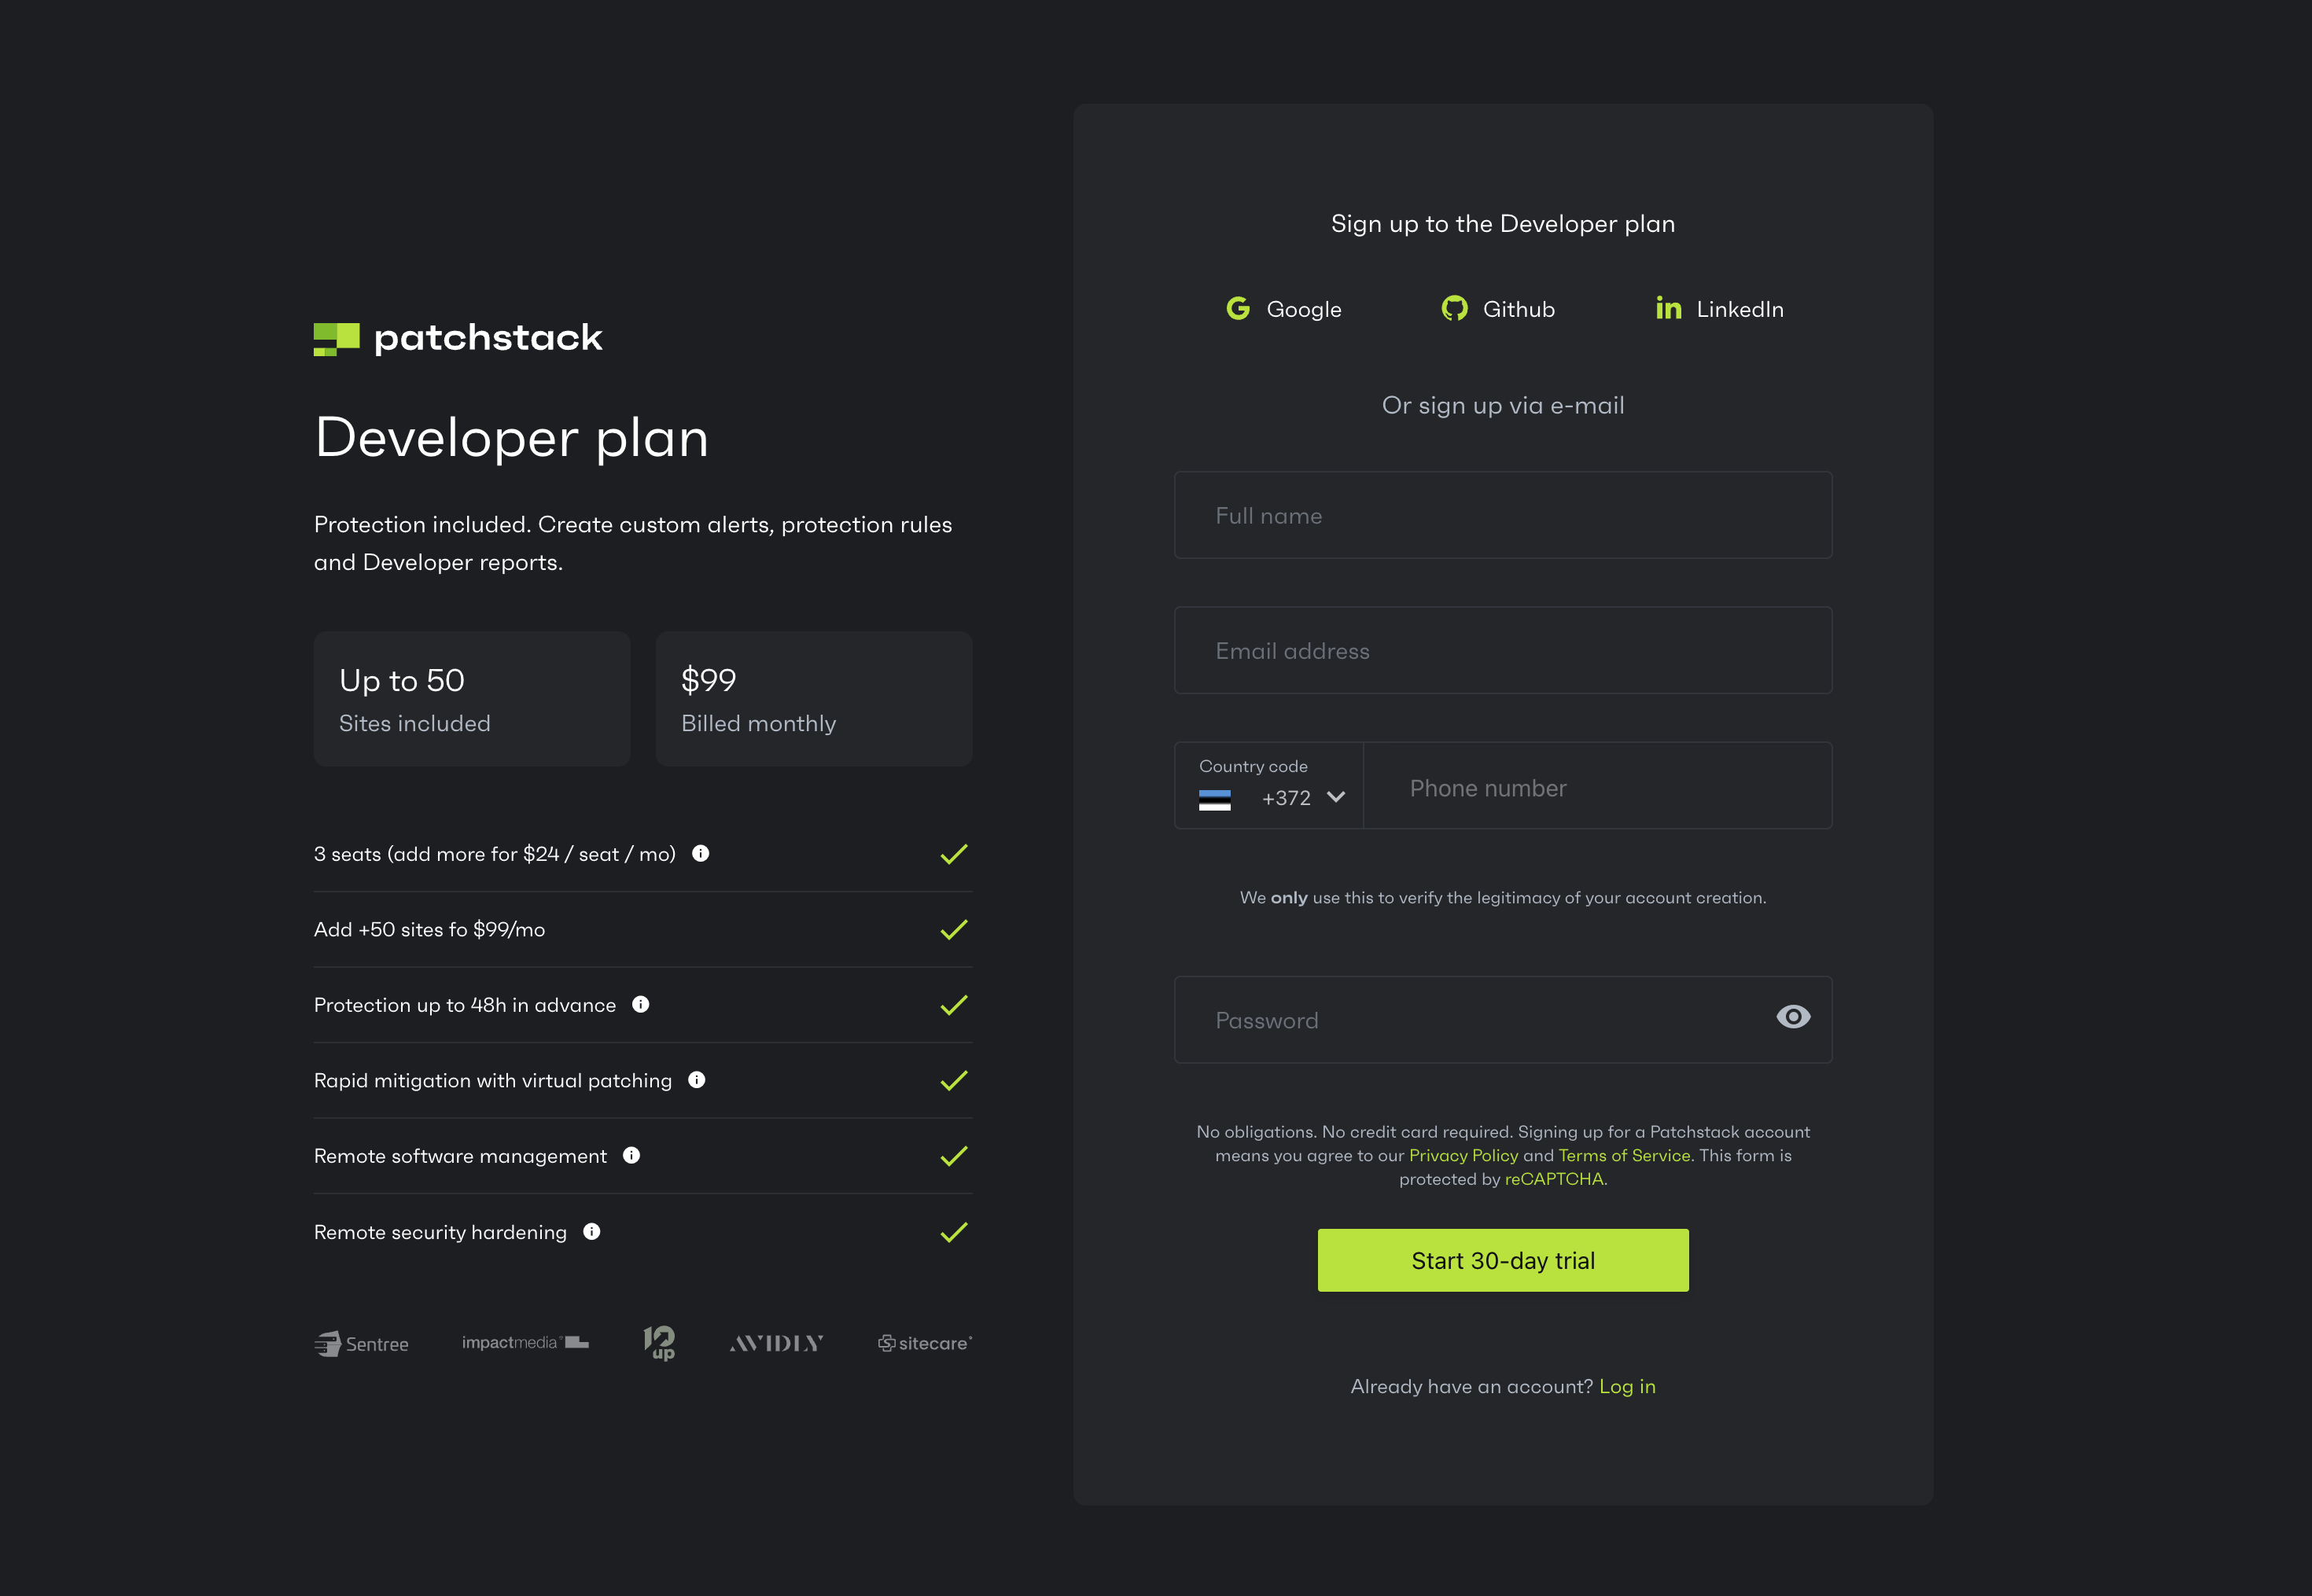 patchstack
Developer plan
Protection included. Create custom alerts, protection rules
and Developer reports.
Up to 50
Sites included
$99
Billed monthly
3 seats (add more for $24 / seat / mo)
Add +50 sites fo $99/mo
Protection up to 48h in advance
Rapid mitigation with virtual patching
Remote software management
Remote security hardening
Sentree
impactmedia
12up
AVIDLY
sitecare
Sign up to the Developer plan
Google
Github
LinkedIn
Or sign up via e-mail
Full name
Email address
Country code
+372
Phone number
We only use this to verify the legitimacy of your account creation.
Password
No obligations. No credit card required. Signing up for a Patchstack account
means you agree to our Privacy Policy and Terms of Service. This form is
protected by reCAPTCHA.
Start 30-day trial
Already have an account? Log in